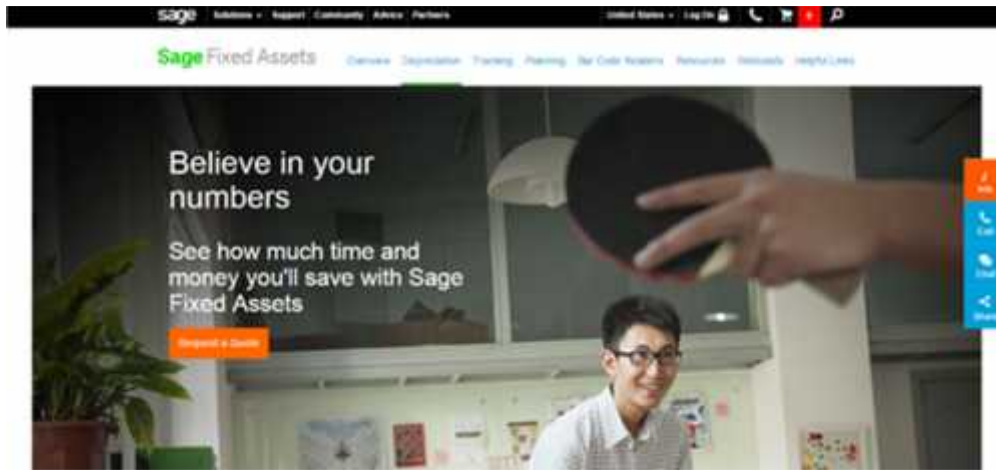 sage Solutions Support Community Advice Partners United States Log On
Sage Fixed Assets Overview Depreciation Tracking Planning Bar Code Readers Resources Webinars Helpful Links
Believe in your
numbers
See how much time and
money you'll save with Sage
Fixed Assets
Request a Quote
Info
Call
Chat
Share